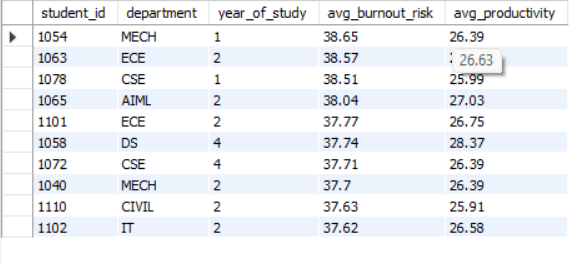 student_id department year_of_study avg_burnout_risk avg_productivity
1054 MECH 1 38.65 26.39
1063 ECE 2 38.57 26.63
1078 CSE 1 38.51 25.99
1065 AIML 2 38.04 27.03
1101 ECE 2 37.77 26.75
1058 DS 4 37.74 28.37
1072 CSE 4 37.71 26.39
1040 MECH 2 37.7 26.39
1110 CIVIL 2 37.63 25.91
1102 IT 2 37.62 26.58